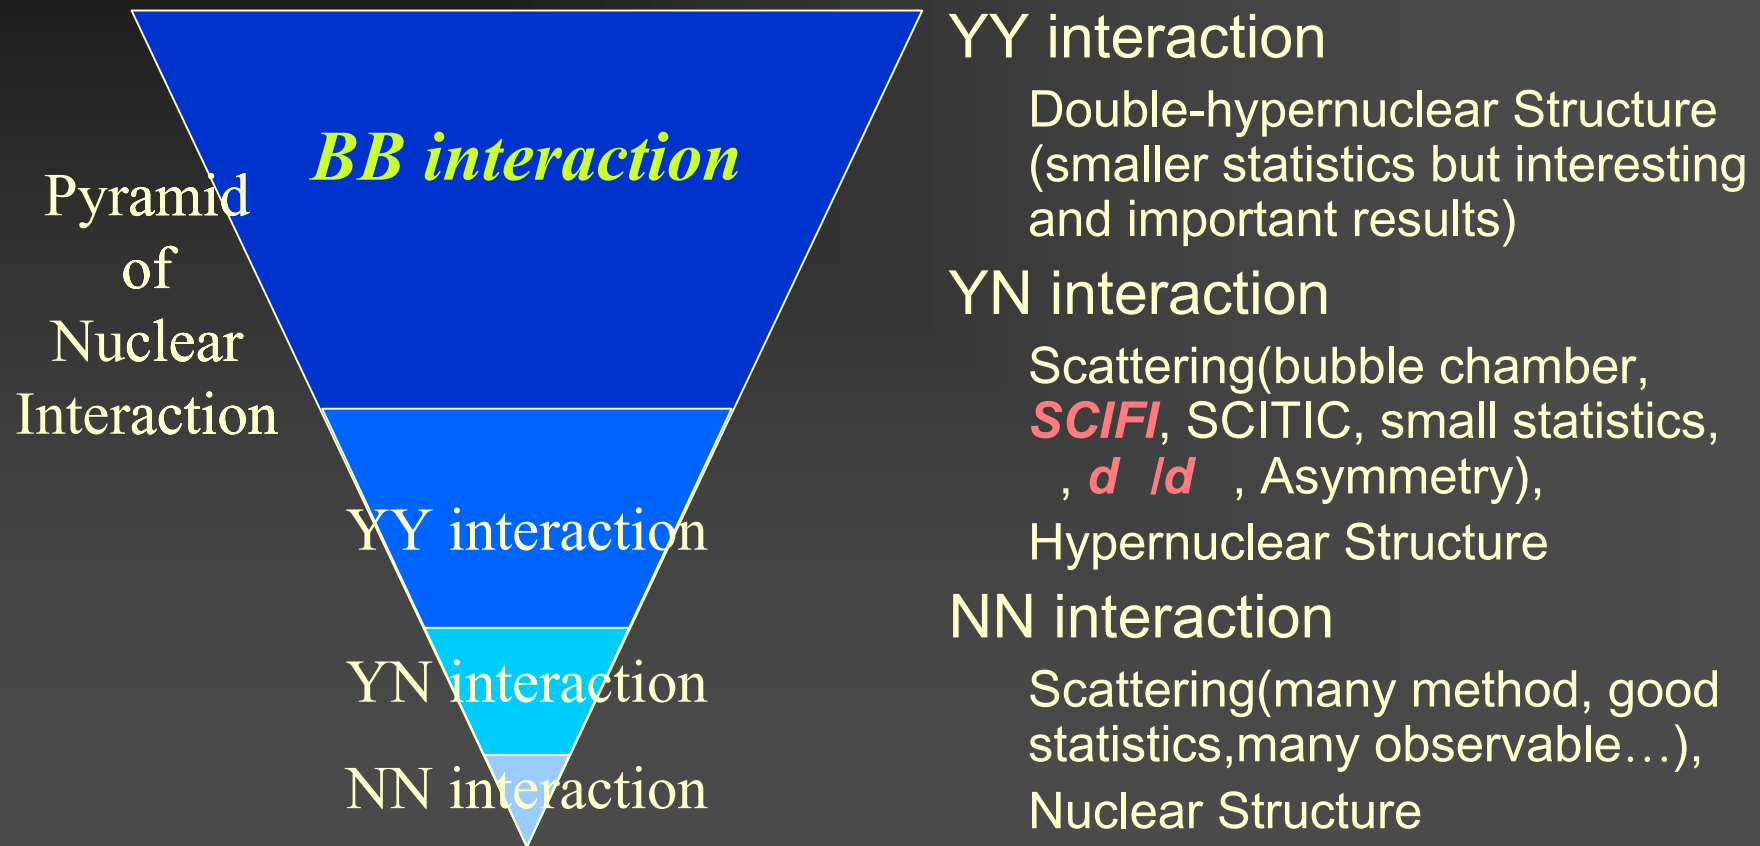 Pyramid
of
Nuclear
Interaction
BB interaction
YY interaction
YN interaction
NN interaction
YY interaction
Double-hypernuclear Structure
(smaller statistics but interesting
and important results)
YN interaction
Scattering(bubble chamber,
SCIFI, SCITIC, small statistics,
, d /d , Asymmetry),
Hypernuclear Structure
NN interaction
Scattering(many method, good
statistics,many observable…),
Nuclear Structure